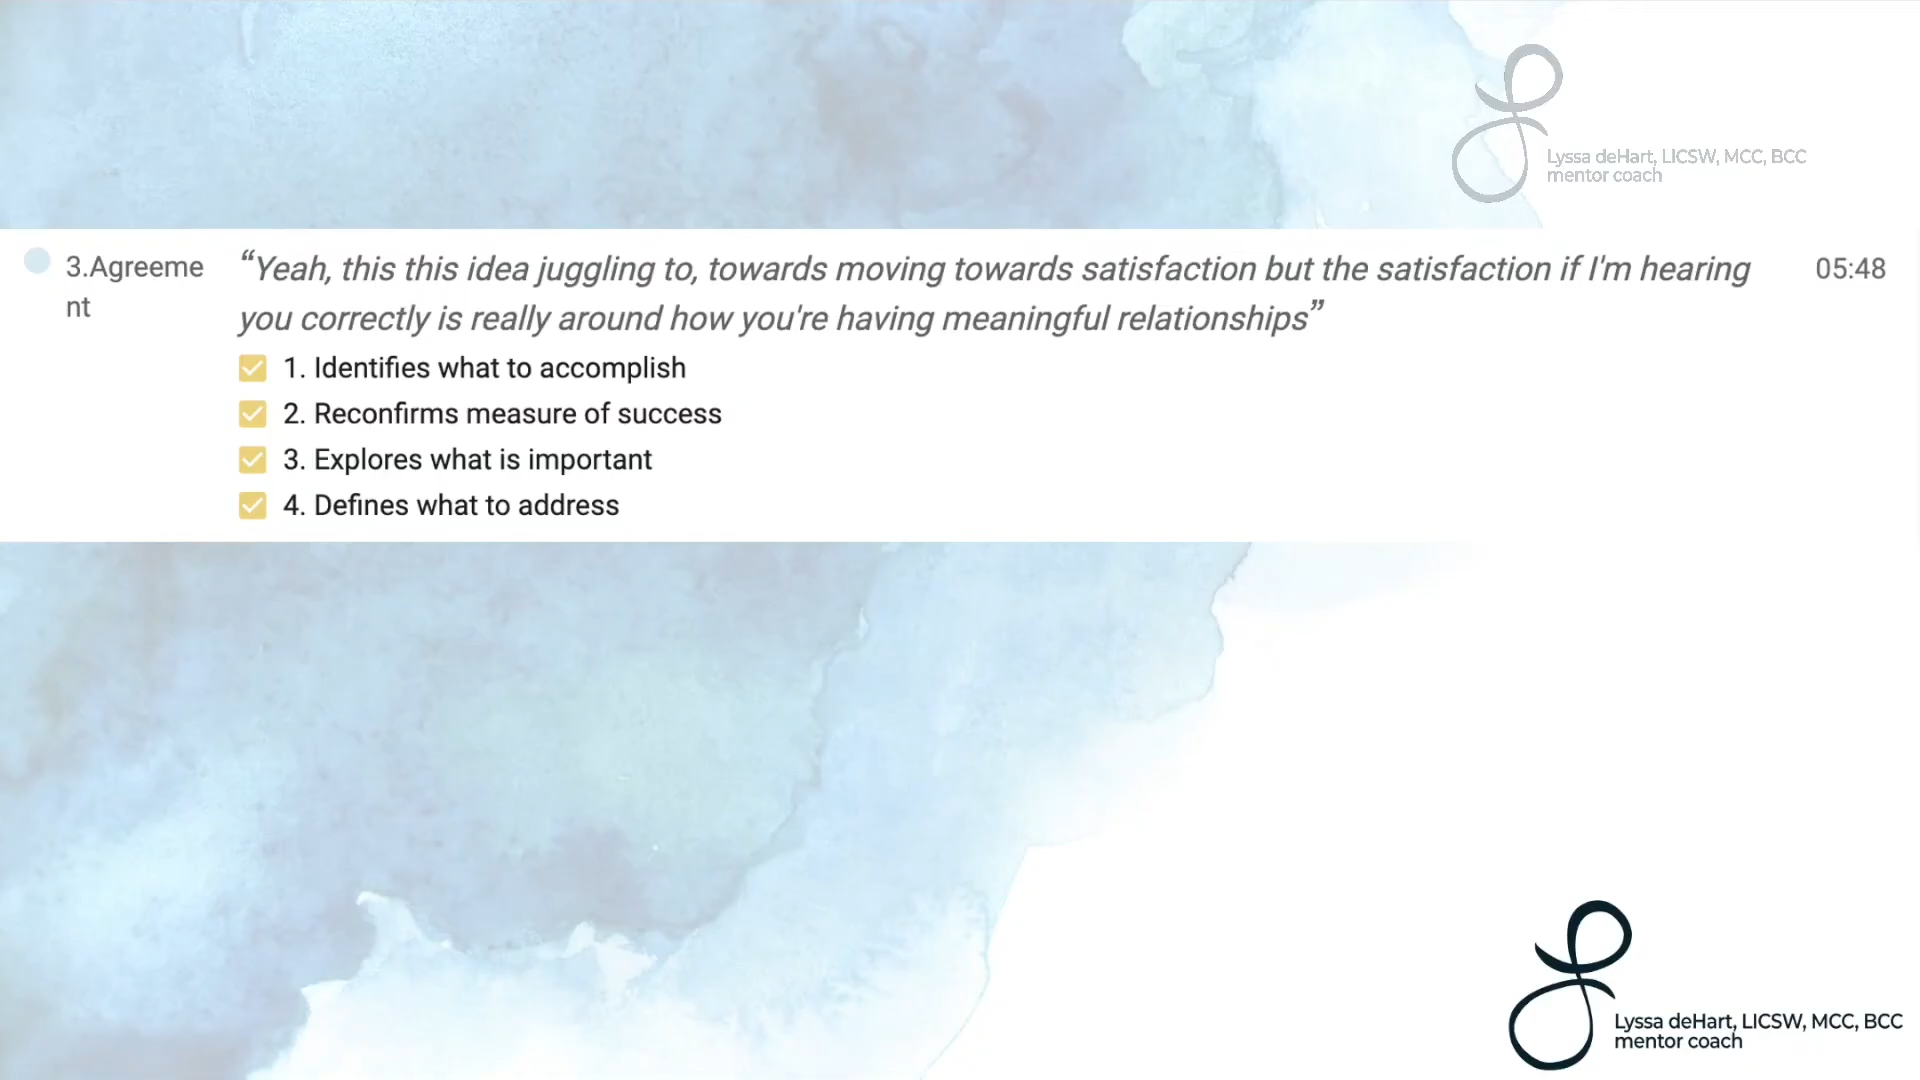 Lyssa deHart, LICSW, MCC, BCC
mentor coach
3.Agreeme
nt
“Yeah, this this idea juggling to, towards moving towards satisfaction but the satisfaction if I'm hearing
you correctly is really around how you're having meaningful relationships”
05:48
1. Identifies what to accomplish
2. Reconfirms measure of success
3. Explores what is important
4. Defines what to address
Lyssa deHart, LICSW, MCC, BCC
mentor coach